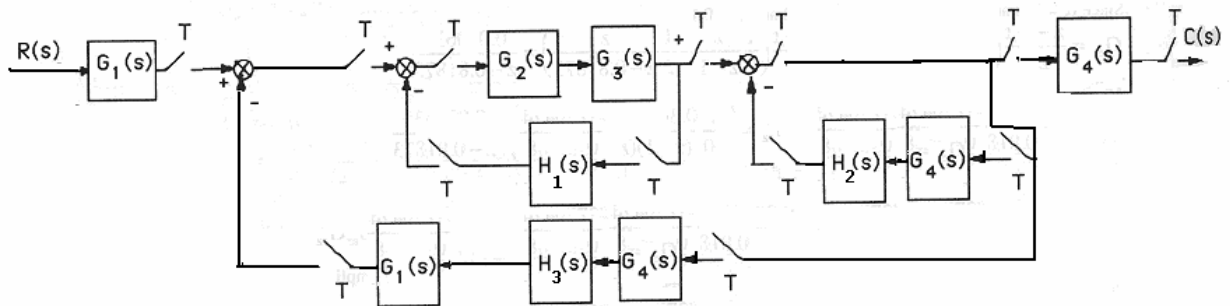 R(s)
G1(s)
T
+
-
T
+
-
T
G2(s)
G3(s)
+
T
-
T
T
G4(s)
T
C(s)
T
H1(s)
T
T
H2(s)
G4(s)
T
T
G1(s)
H3(s)
G4(s)
T